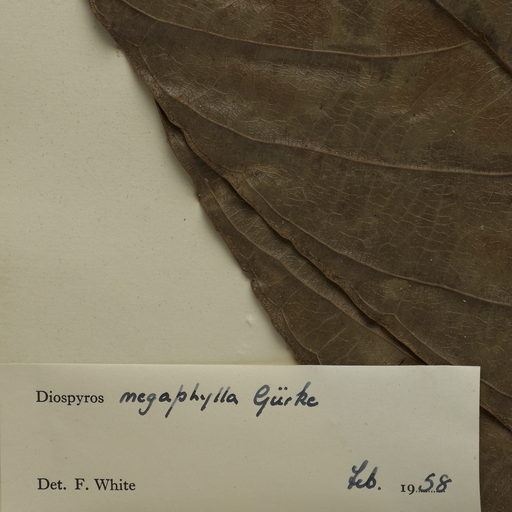 Diospyros megaphylla Gürke
Det. F. White Feb. 1958